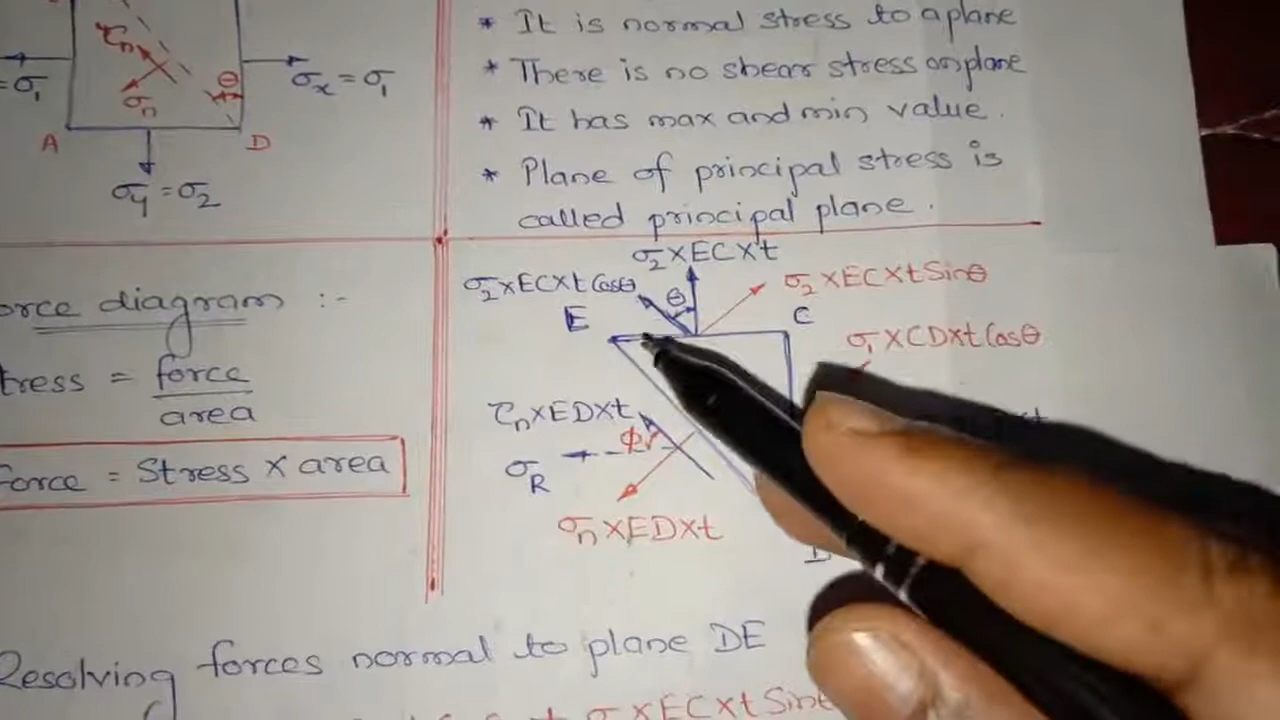 τn
θ
= σ1
σx = σ1
σn
A
D
σy = σ2
* It is normal stress to a plane
* There is no shear stress on plane
* It has max and min value.
* Plane of principal stress is
called principal plane.
orce diagram :-
tress = force
area
force = Stress × area
σ2×EC×t
σ2×EC×t Cosθ
θ
σ2×EC×t Sinθ
E
C
σ1×CD×t Cosθ
τn×ED×t
φ
σR
σn×ED×t
Resolving forces normal to plane DE
σ2×EC×t Sin